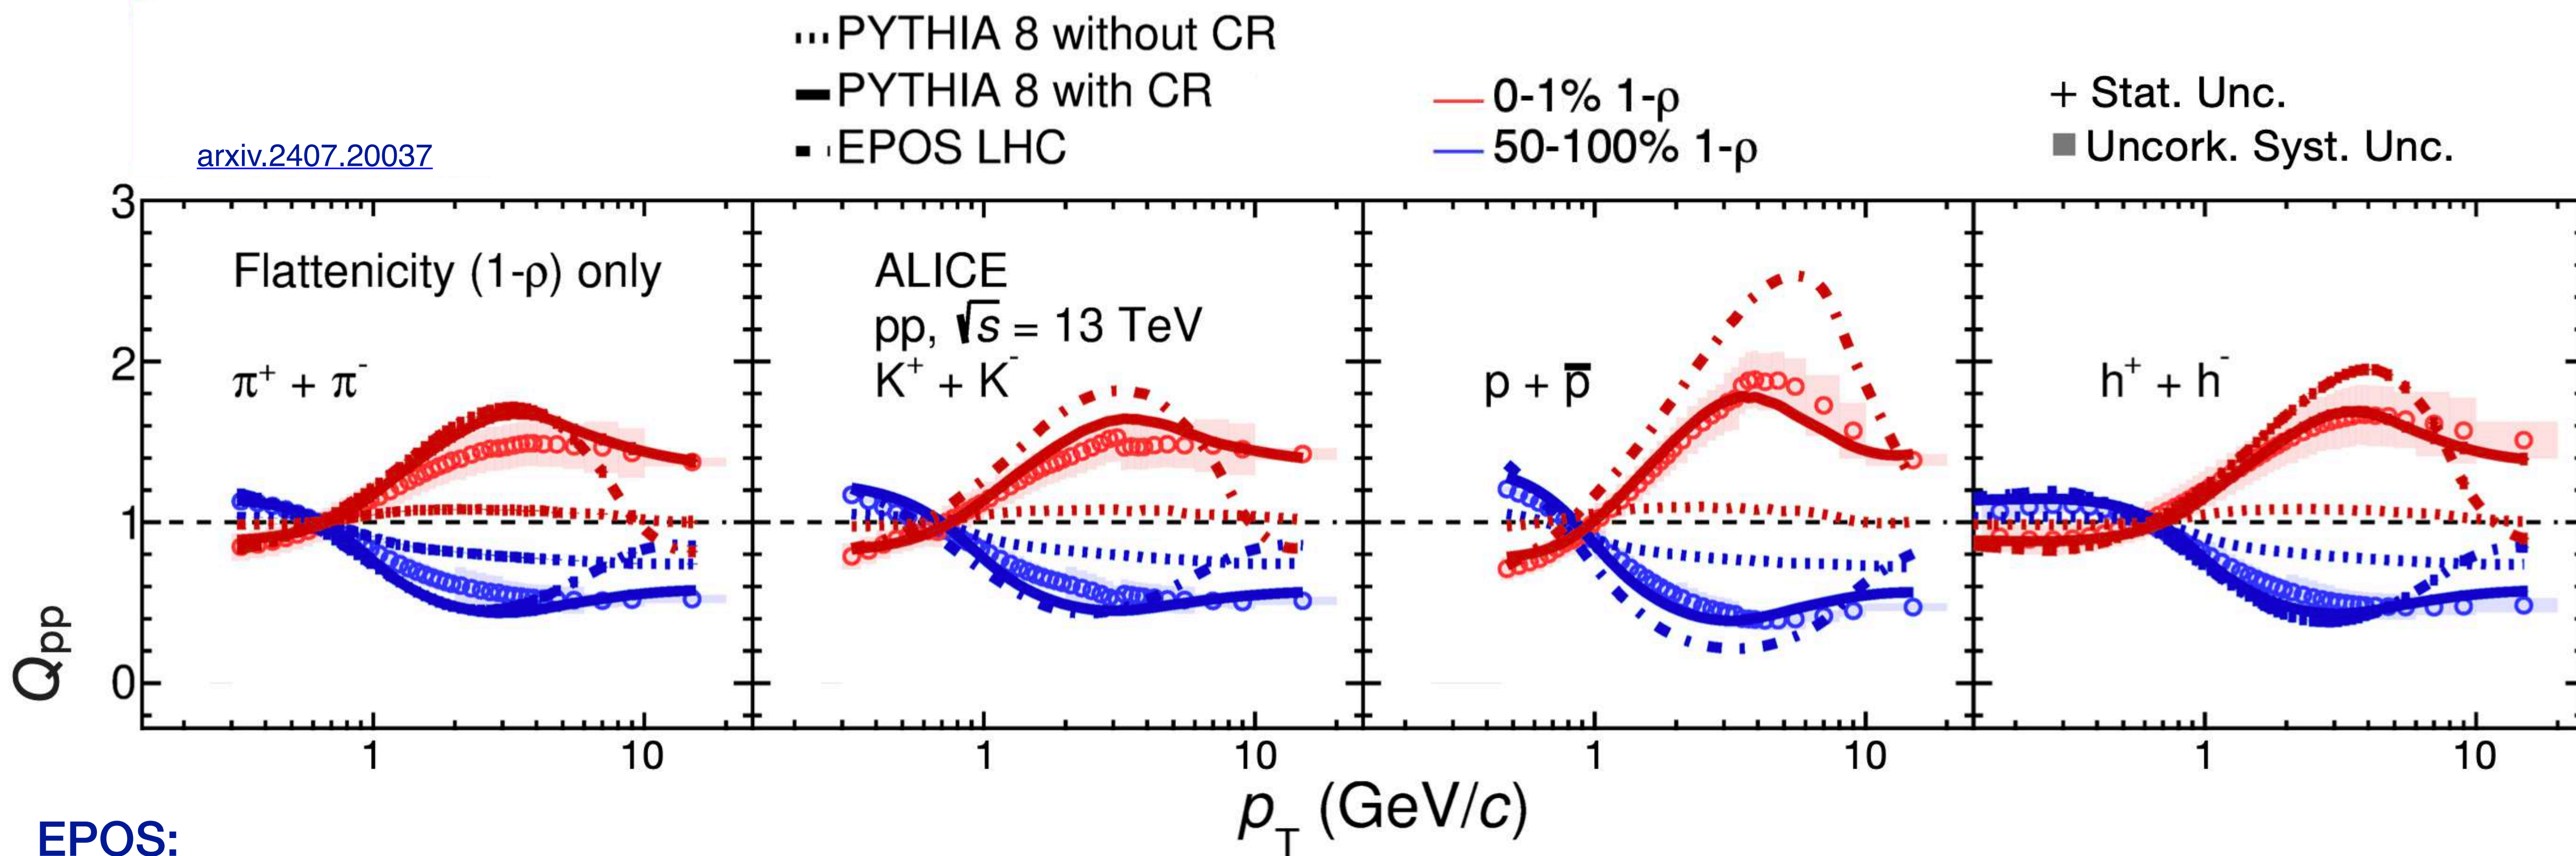 PYTHIA 8 without CR
PYTHIA 8 with CR
EPOS LHC
0-1% 1-ρ
50-100% 1-ρ
+ Stat. Unc.
Uncork. Syst. Unc.
arxiv.2407.20037
Flattenicity (1-ρ) only
π⁺ + π⁻
ALICE
pp, √s = 13 TeV
K⁺ + K⁻
p + p̅
h⁺ + h⁻
3
2
1
0
Qpp
1 10 1 10 1 10 1 10
pT (GeV/c)
EPOS: